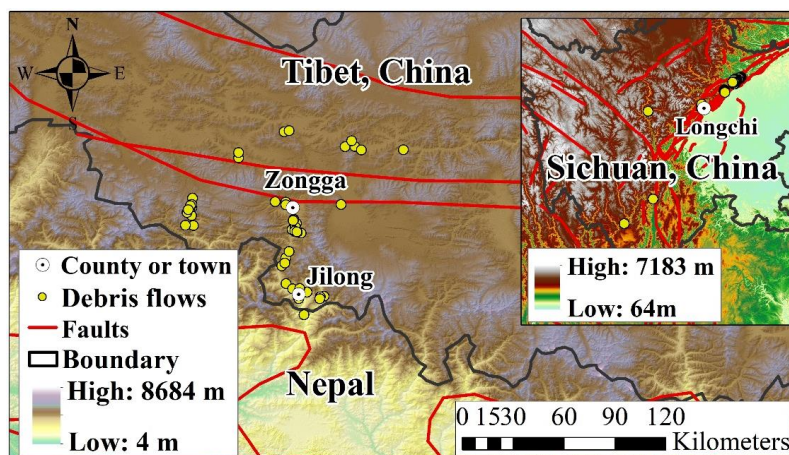 N
W E
S
Tibet, China
Zongga
Jilong
Nepal
County or town
Debris flows
Faults
Boundary
High: 8684 m
Low: 4 m
Longchi
Sichuan, China
High: 7183 m
Low: 64m
0 1530 60 90 120
Kilometers